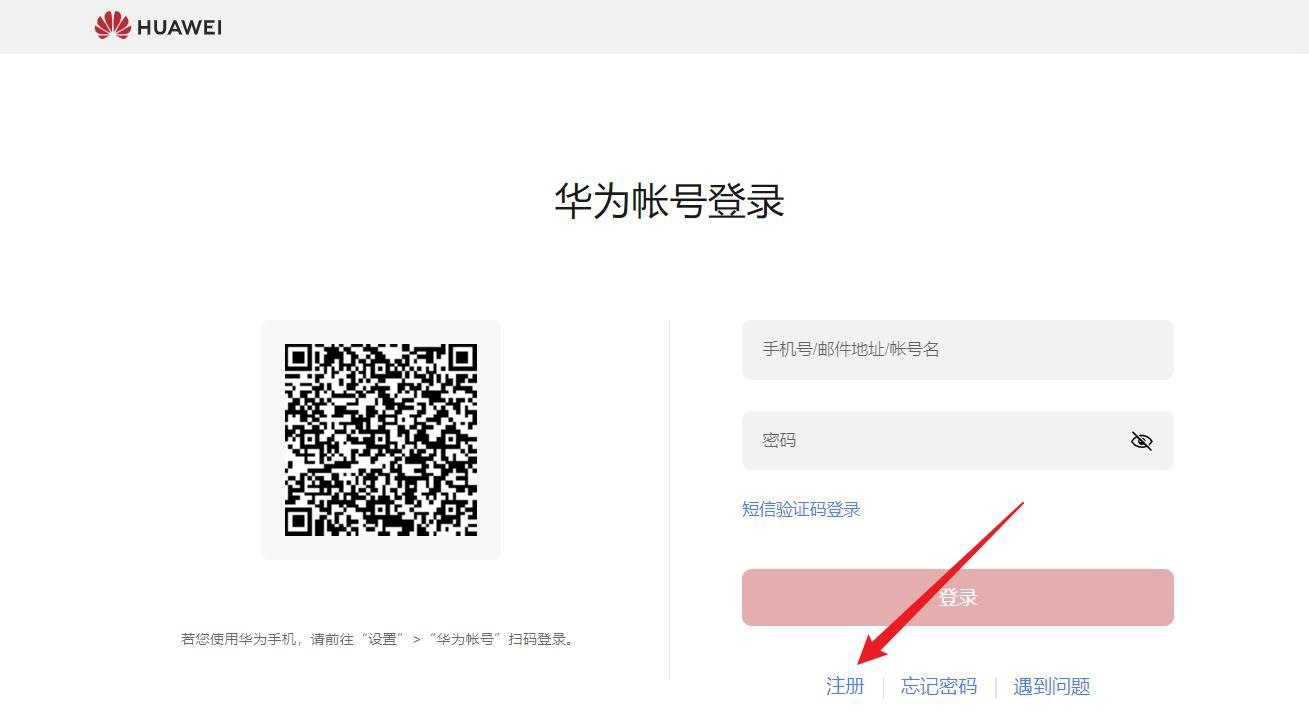 HUAWEI
华为帐号登录
手机号/邮件地址/帐号名
密码
短信验证码登录
登录
若您使用华为手机，请前往“设置” > “华为帐号” 扫码登录。
注册
忘记密码
遇到问题